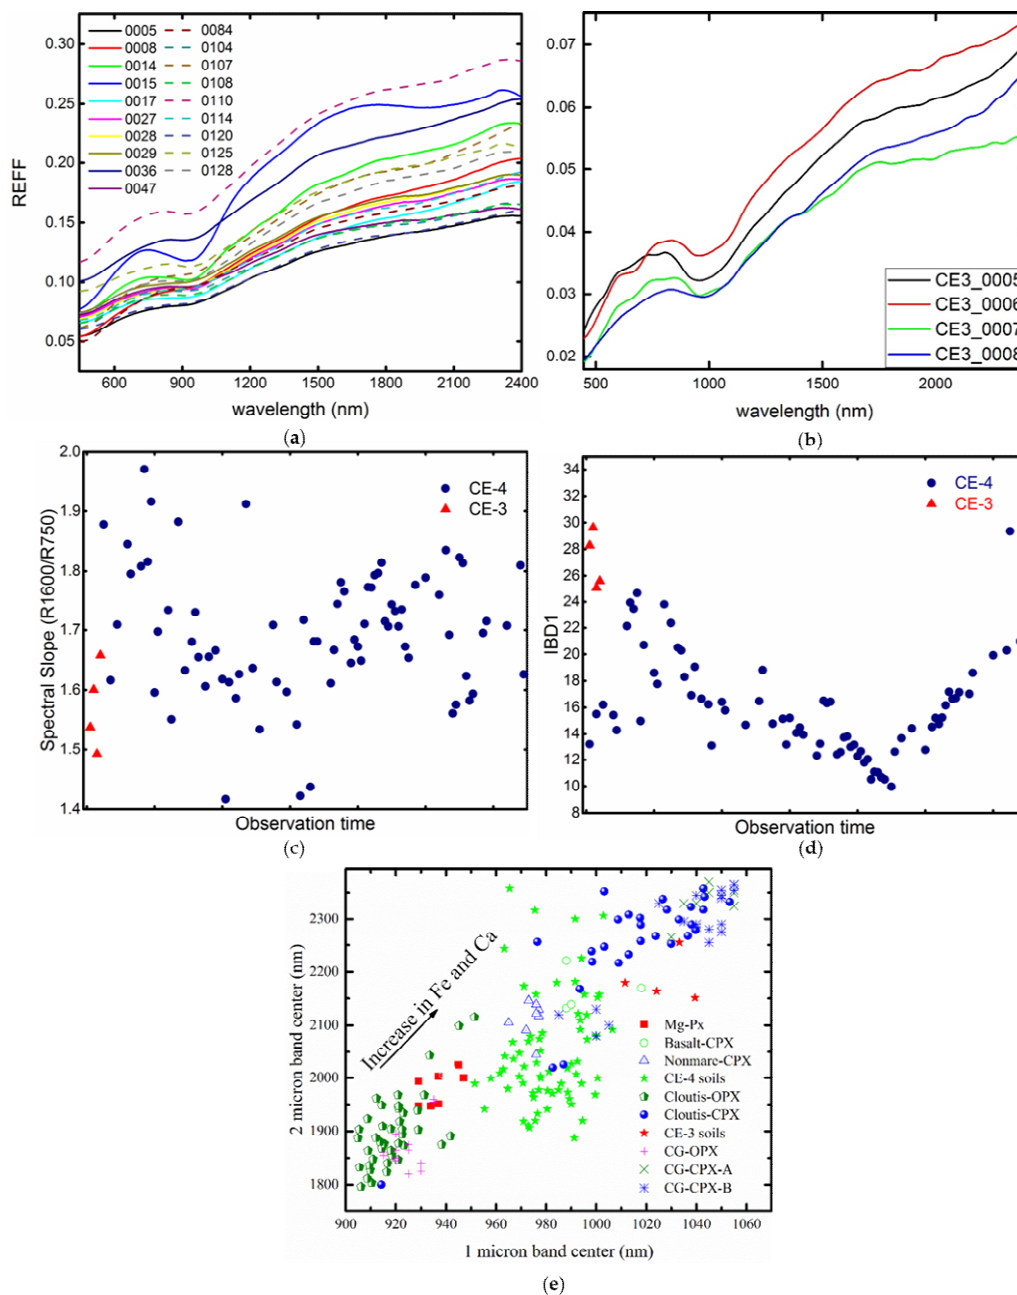 REFF
0.30
0.25
0.20
0.15
0.10
0.05
0005
0008
0014
0015
0017
0027
0028
0029
0036
0047
0084
0104
0107
0108
0110
0114
0120
0125
0128
600 900 1200 1500 1800 2100 2400
wavelength (nm)
(a)
0.07
0.06
0.05
0.04
0.03
0.02
CE3_0005
CE3_0006
CE3_0007
CE3_0008
500 1000 1500 2000
wavelength (nm)
(b)
Spectral Slope (R1600/R750)
2.0
1.9
1.8
1.7
1.6
1.5
1.4
CE-4
CE-3
Observation time
(c)
IBD1
34
32
30
28
26
24
22
20
18
16
14
12
10
8
CE-4
CE-3
Observation time
(d)
2 micron band center (nm)
2300
2200
2100
2000
1900
1800
Increase in Fe and Ca
Mg-Px
Basalt-CPX
Nonmare-CPX
CE-4 soils
Cloutis-OPX
Cloutis-CPX
CE-3 soils
CG-OPX
CG-CPX-A
CG-CPX-B
900 920 940 960 980 1000 1020 1040 1060
1 micron band center (nm)
(e)